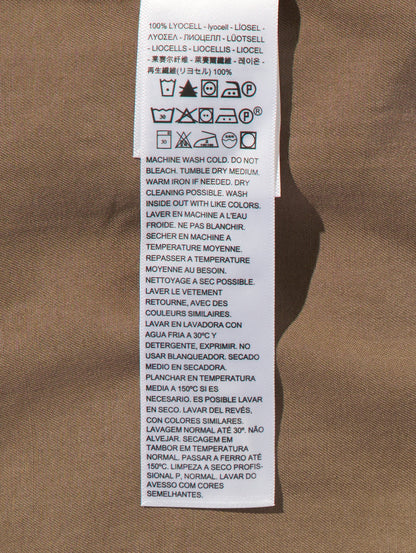 100% LYOCELL - lyocell - LİOSEL -
ΛΥΟΣΕΛ - ЛИОЦЕЛЛ - LÜOTSELL
- LIOCELLS - LIOCELIS - LIOCEL
- 莱赛尔纤维 - 萊賽爾纖維 - 레이온 -
再生繊維(リヨセル) 100%
P
30 P®
30
MACHINE WASH COLD. DO NOT
BLEACH. TUMBLE DRY MEDIUM.
WARM IRON IF NEEDED. DRY
CLEANING POSSIBLE. WASH
INSIDE OUT WITH LIKE COLORS.
LAVER EN MACHINE A L'EAU
FROIDE. NE PAS BLANCHIR.
SECHER EN MACHINE A
TEMPERATURE MOYENNE.
REPASSER A TEMPERATURE
MOYENNE AU BESOIN.
NETTOYAGE A SEC POSSIBLE.
LAVER LE VETEMENT
RETOURNE, AVEC DES
COULEURS SIMILAIRES.
LAVAR EN LAVADORA CON
AGUA FRIA A 30ºC Y
DETERGENTE, EXPRIMIR. NO
USAR BLANQUEADOR. SECADO
MEDIO EN SECADORA.
PLANCHAR EN TEMPERATURA
MEDIA A 150ºC SI ES
NECESARIO. ES POSIBLE LAVAR
EN SECO. LAVAR DEL REVÉS,
CON COLORES SIMILARES.
LAVAGEM NORMAL ATÉ 30º. NÃO
ALVEJAR. SECAGEM EM
TAMBOR EM TEMPERATURA
NORMAL. PASSAR A FERRO ATÉ
150ºC. LIMPEZA A SECO PROFIS-
SIONAL P, NORMAL. LAVAR DO
AVESSO COM CORES
SEMELHANTES.